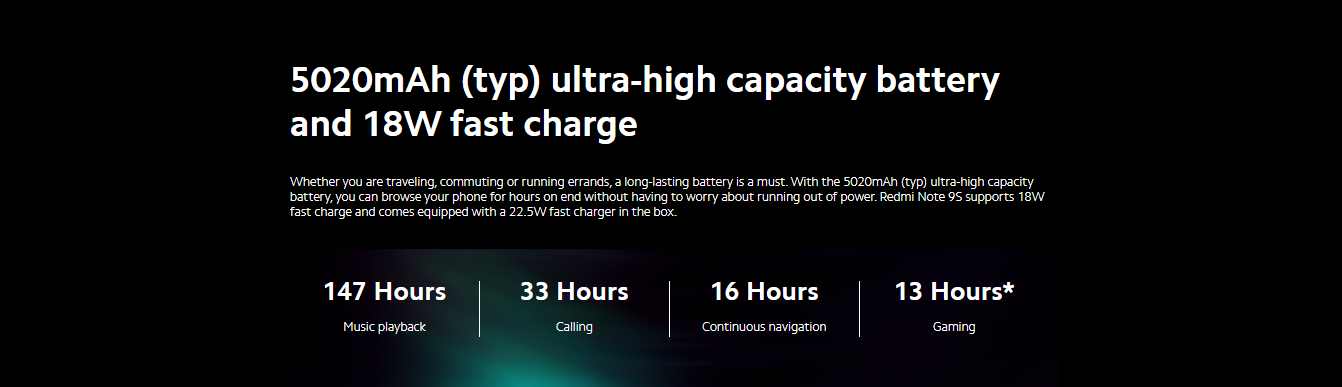 5020mAh (typ) ultra-high capacity battery
and 18W fast charge
Whether you are traveling, commuting or running errands, a long-lasting battery is a must. With the 5020mAh (typ) ultra-high capacity
battery, you can browse your phone for hours on end without having to worry about running out of power. Redmi Note 9S supports 18W
fast charge and comes equipped with a 22.5W fast charger in the box.
147 Hours
Music playback
33 Hours
Calling
16 Hours
Continuous navigation
13 Hours*
Gaming